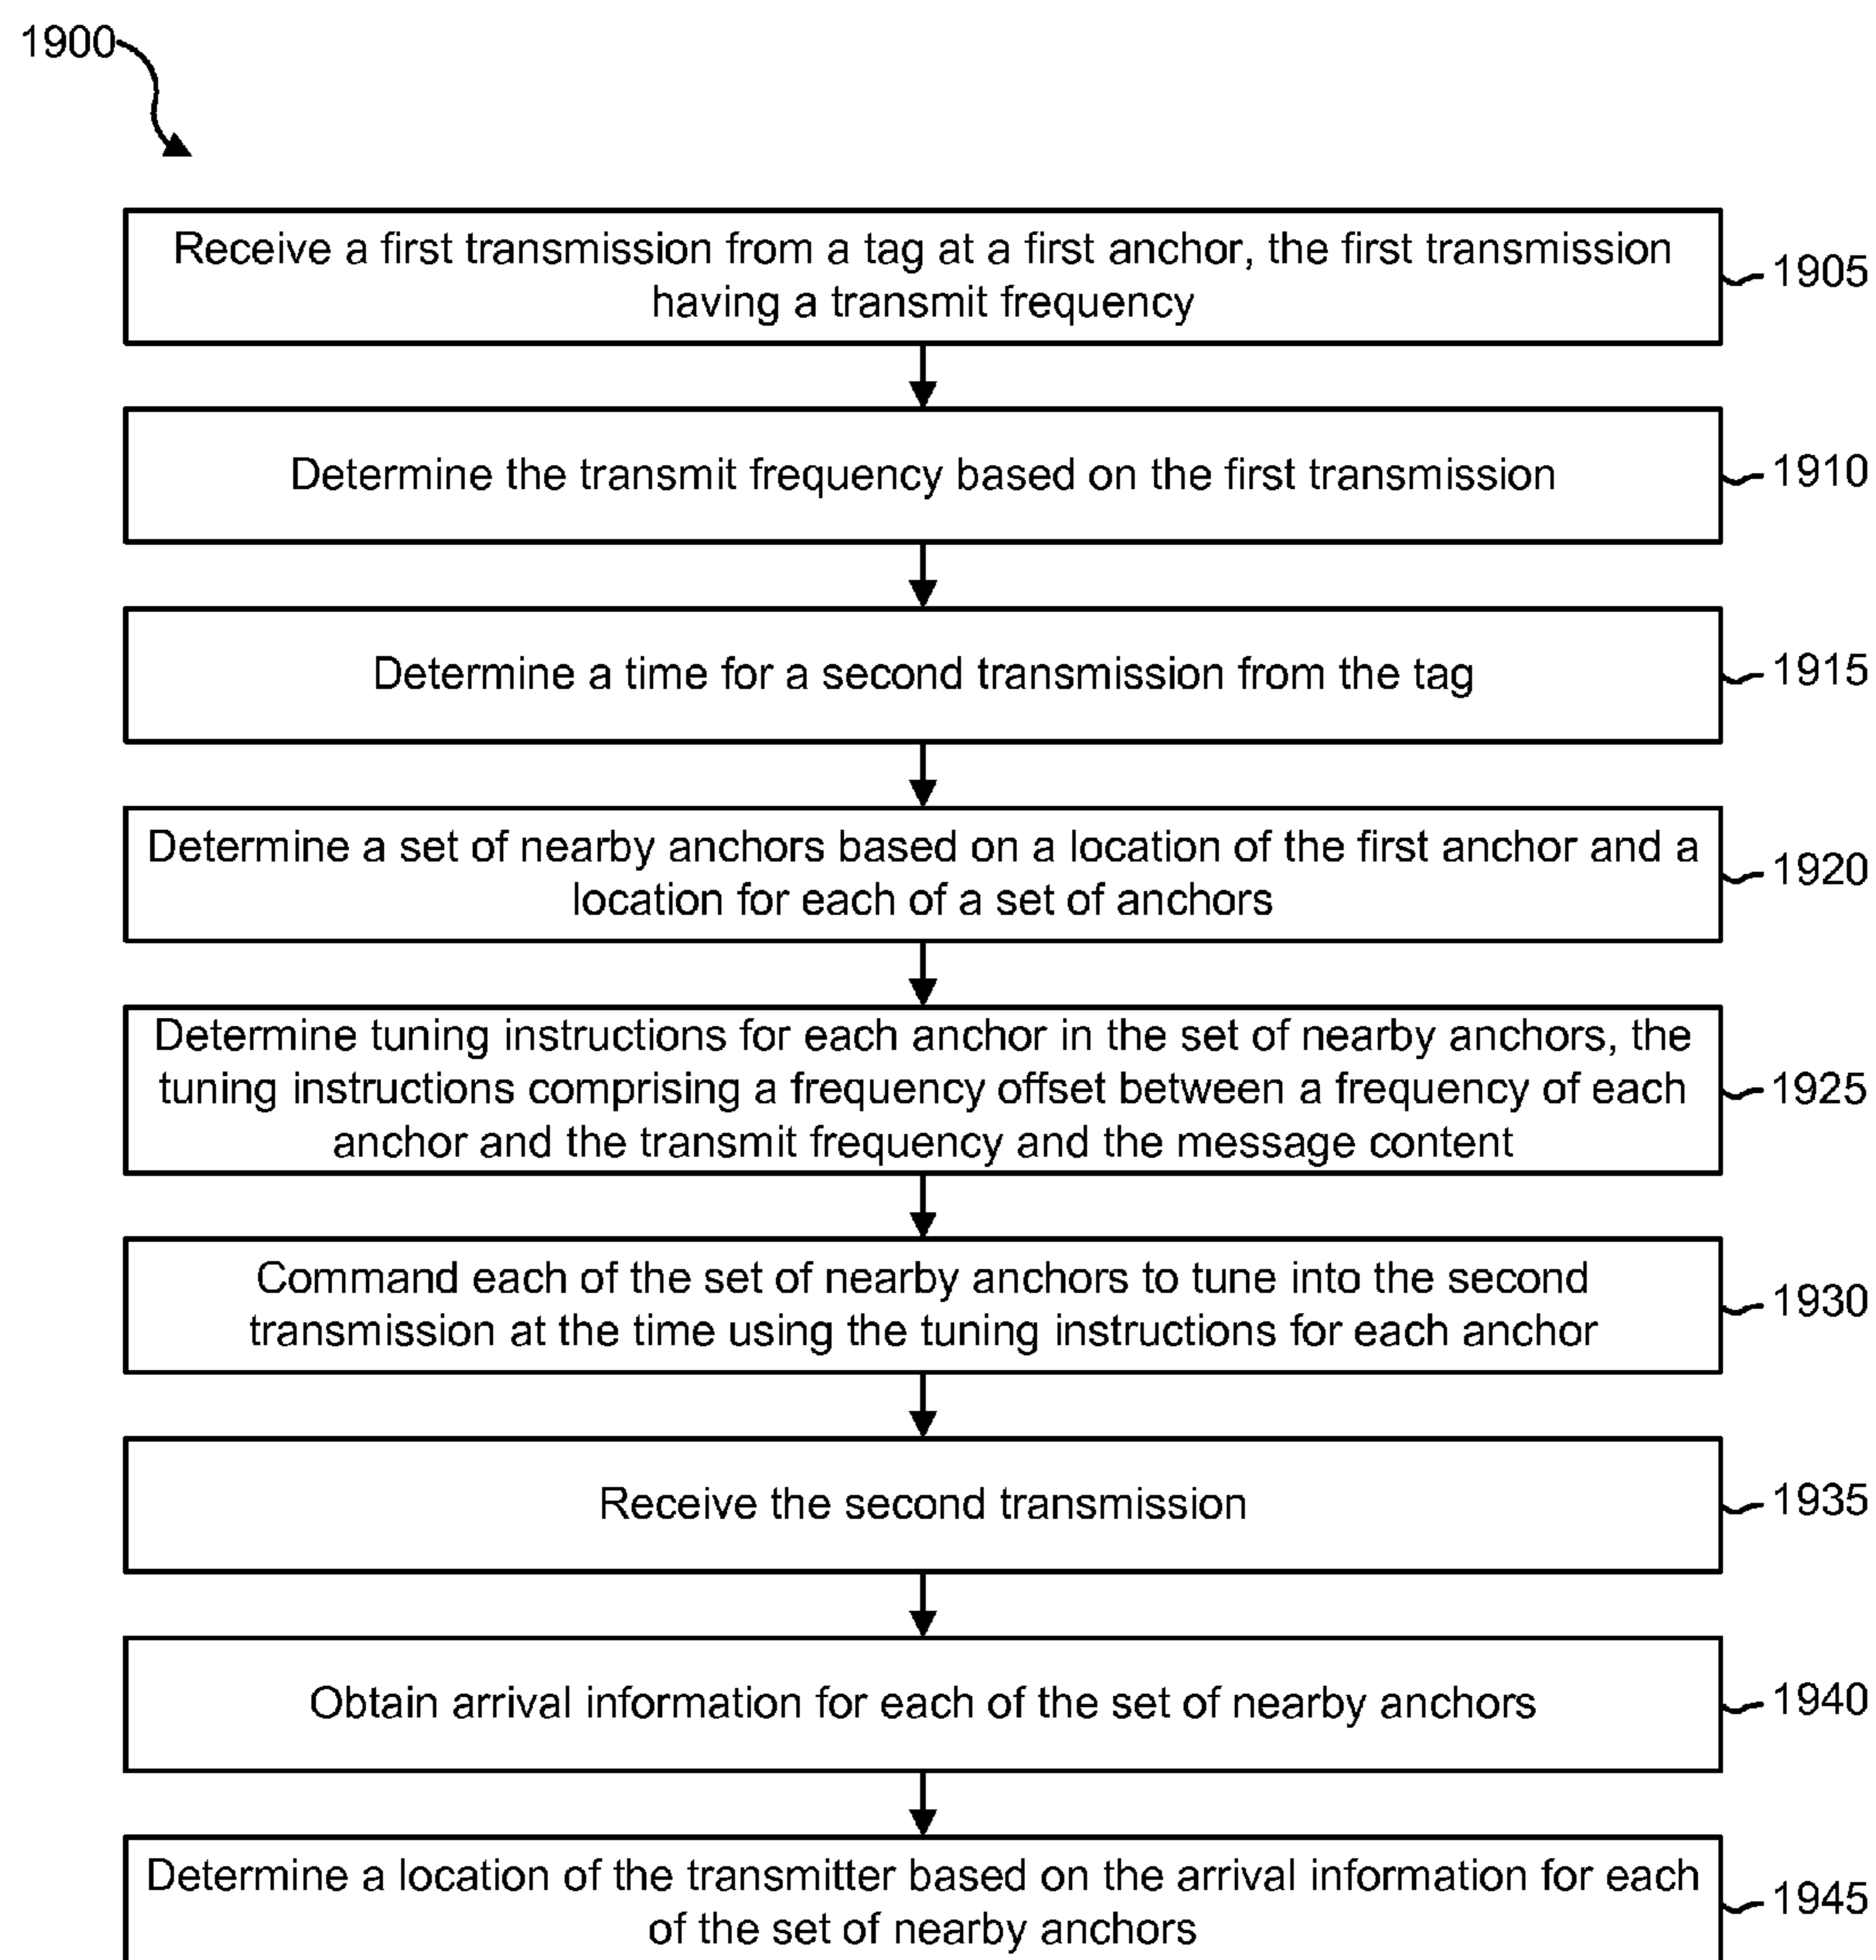 1900
Receive a first transmission from a tag at a first anchor, the first transmission
having a transmit frequency
1905
Determine the transmit frequency based on the first transmission
1910
Determine a time for a second transmission from the tag
1915
Determine a set of nearby anchors based on a location of the first anchor and a
location for each of a set of anchors
1920
Determine tuning instructions for each anchor in the set of nearby anchors, the
tuning instructions comprising a frequency offset between a frequency of each
anchor and the transmit frequency and the message content
1925
Command each of the set of nearby anchors to tune into the second
transmission at the time using the tuning instructions for each anchor
1930
Receive the second transmission
1935
Obtain arrival information for each of the set of nearby anchors
1940
Determine a location of the transmitter based on the arrival information for each
of the set of nearby anchors
1945